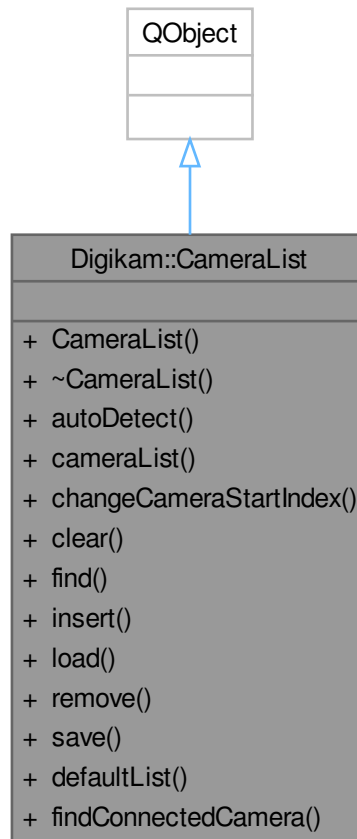 QObject
Digikam::CameraList
+ CameraList()
+ ~CameraList()
+ autoDetect()
+ cameraList()
+ changeCameraStartIndex()
+ clear()
+ find()
+ insert()
+ load()
+ remove()
+ save()
+ defaultList()
+ findConnectedCamera()